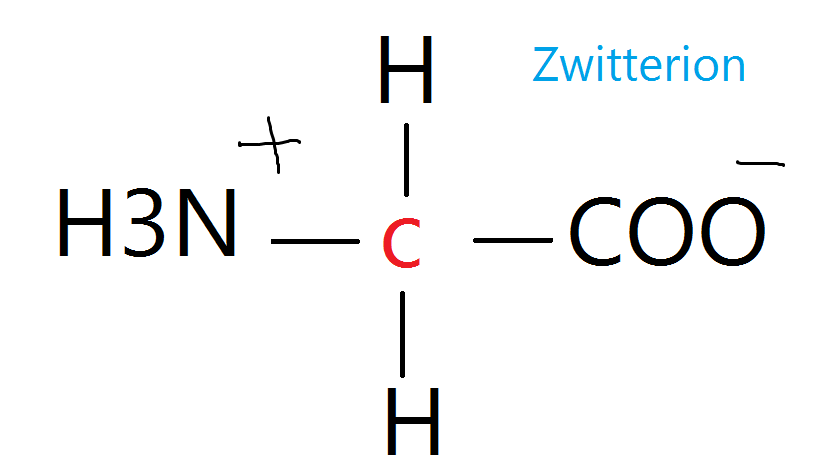 H
Zwitterion
+
H3N — C — COO
−
H